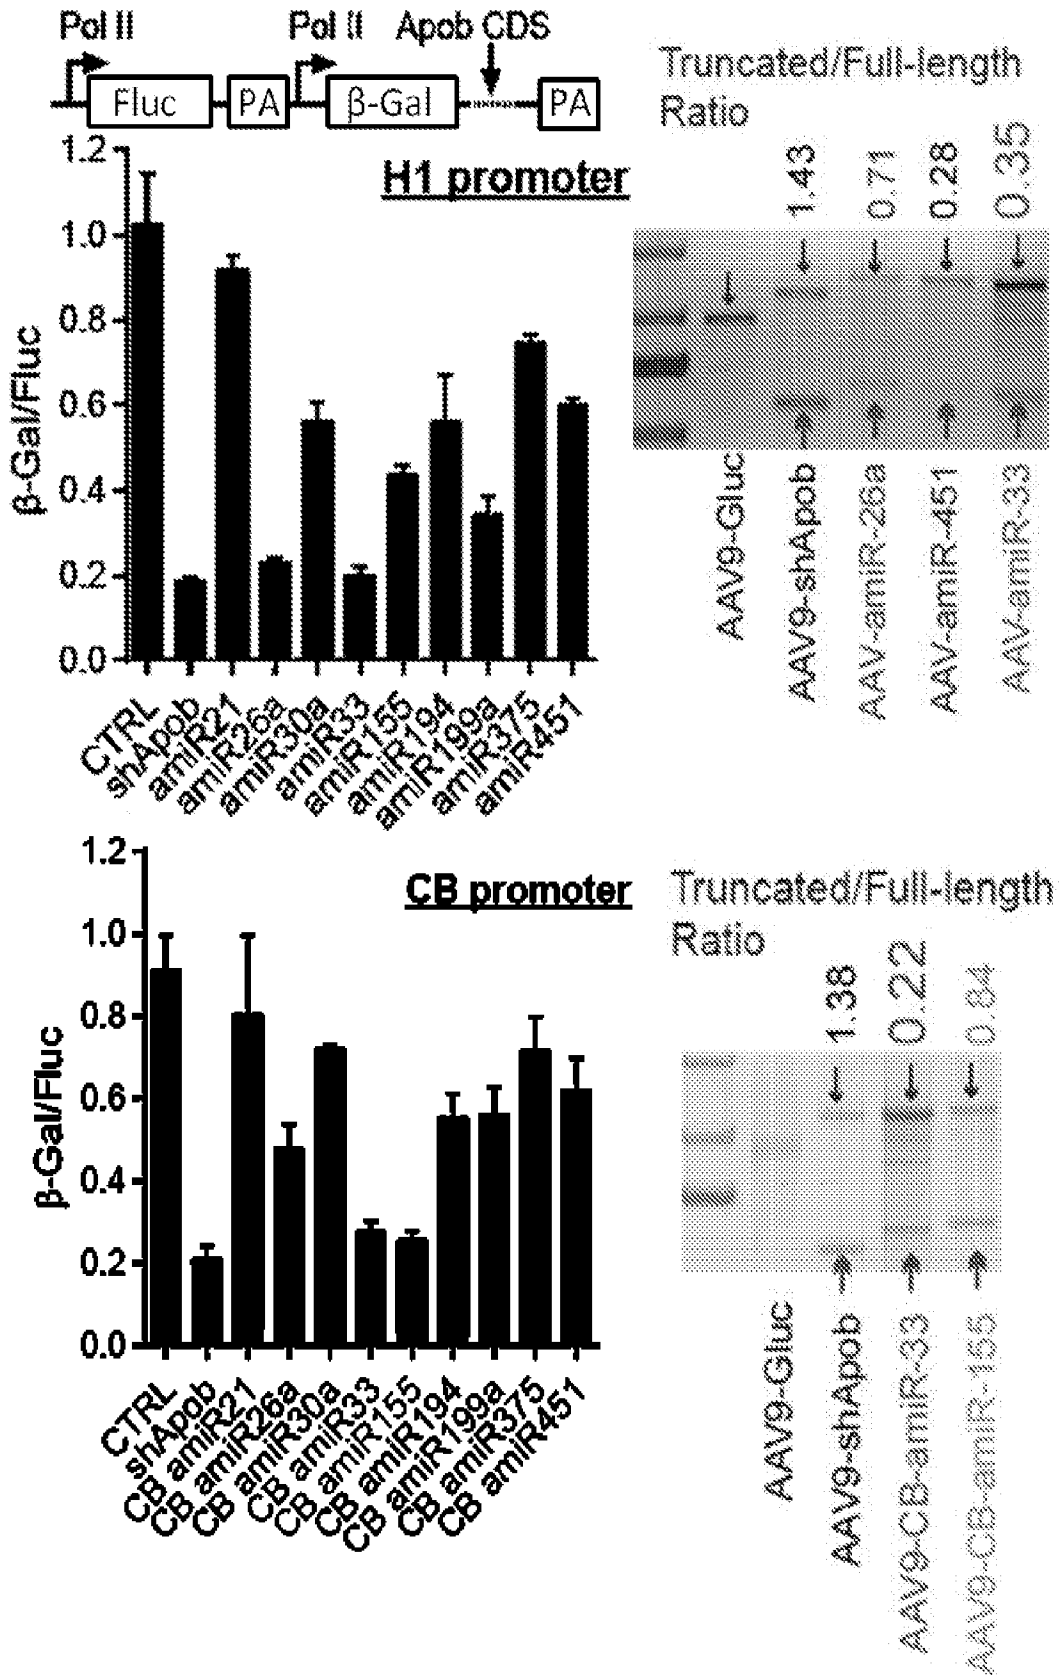 Pol II
Pol II
Apob CDS
Fluc
PA
β-Gal
PA
H1 promoter
β-Gal/Fluc
1.2
1.0
0.8
0.6
0.4
0.2
0.0
CTRL
shApob
amiR21
amiR26a
amiR30a
amiR33
amiR155
amiR194
amiR199a
amiR375
amiR451
Truncated/Full-length
Ratio
1.43
0.71
0.28
0.35
AAV9-Gluc
AAV9-shApob
AAV-amiR-26a
AAV-amiR-451
AAV-amiR-33
CB promoter
β-Gal/Fluc
1.2
1.0
0.8
0.6
0.4
0.2
0.0
CTRL
shApob
CB amiR21
CB amiR26a
CB amiR30a
CB amiR33
CB amiR155
CB amiR194
CB amiR199a
CB amiR375
CB amiR451
Truncated/Full-length
Ratio
1.38
0.22
0.84
AAV9-Gluc
AAV9-shApob
AAV9-CB-amiR-33
AAV9-CB-amiR-155